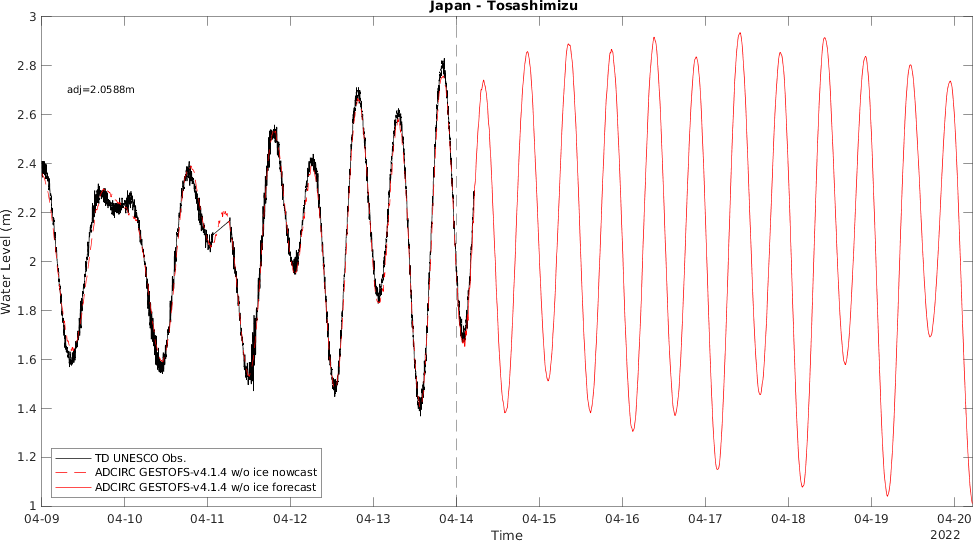 Japan - Tosashimizu
3
2.8
2.6
2.4
2.2
2
1.8
1.6
1.4
1.2
1
Water Level (m)
adj=2.0588m
TD UNESCO Obs.
ADCIRC GESTOFS-v4.1.4 w/o ice nowcast
ADCIRC GESTOFS-v4.1.4 w/o ice forecast
04-09 04-10 04-11 04-12 04-13 04-14 04-15 04-16 04-17 04-18 04-19 04-20
Time
2022